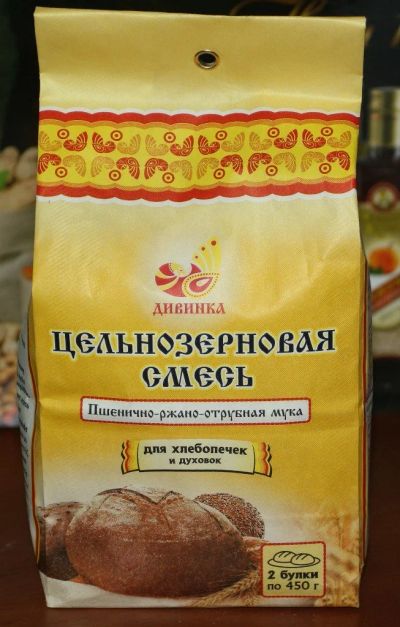 ДИВИНКА
ЦЕЛЬНОЗЕРНОВАЯ
СМЕСЬ
Пшенично-ржано-отрубная мука
для хлебопечек
и духовок
2 булки
по 450 г